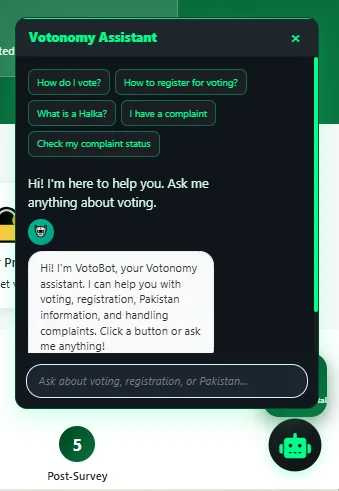 ted
Votonomy Assistant
×
How do I vote?
How to register for voting?
What is a Halka?
I have a complaint
Check my complaint status
Hi! I'm here to help you. Ask me
anything about voting.
Hi! I'm VotoBot, your Votonomy
assistant. I can help you with
voting, registration, Pakistan
information, and handling
complaints. Click a button or ask
me anything!
Ask about voting, registration, or Pakistan...
5
Post-Survey